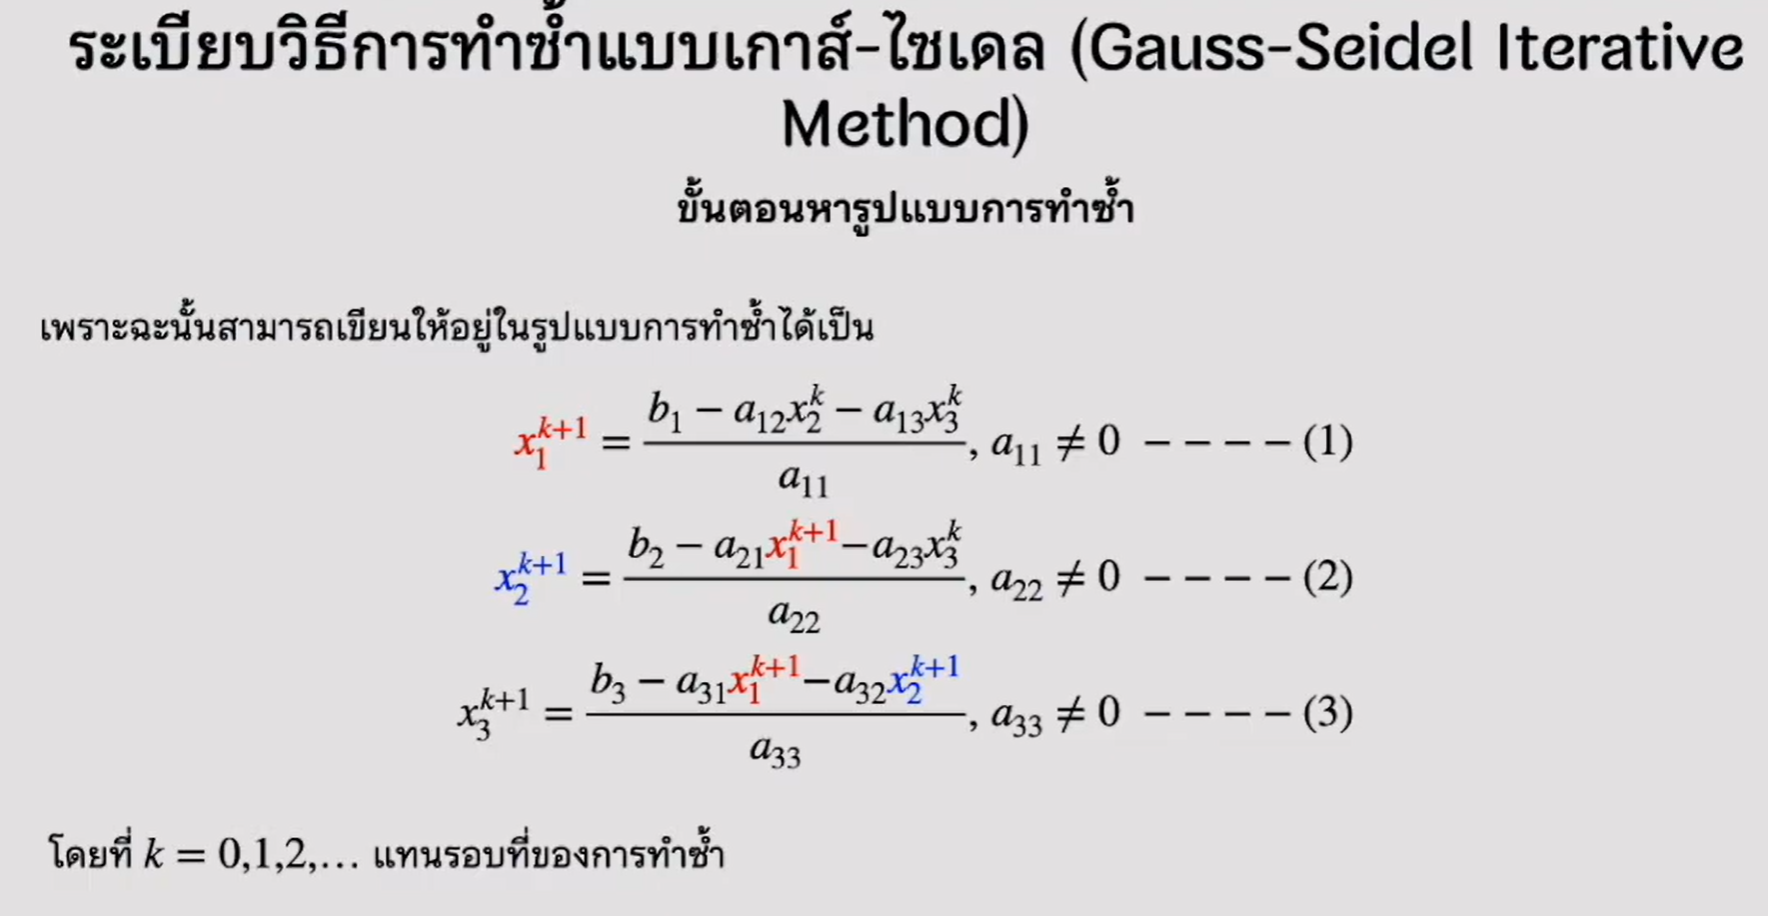 ระเบียบวิธีการทำซ้ำแบบเกาส์-ไซเดล (Gauss-Seidel Iterative
Method)
ขั้นตอนหารูปแบบการทำซ้ำ
เพราะฉะนั้นสามารถเขียนให้อยู่ในรูปแบบการทำซ้ำได้เป็น
x_1^{k+1} = \frac{b_1 - a_{12}x_2^k - a_{13}x_3^k}{a_{11}}, a_{11} ≠ 0 − − − − (1)
x_2^{k+1} = \frac{b_2 - a_{21}x_1^{k+1} - a_{23}x_3^k}{a_{22}}, a_{22} ≠ 0 − − − − (2)
x_3^{k+1} = \frac{b_3 - a_{31}x_1^{k+1} - a_{32}x_2^{k+1}}{a_{33}}, a_{33} ≠ 0 − − − − (3)
โดยที่ k = 0,1,2,… แทนรอบที่ของการทำซ้ำ